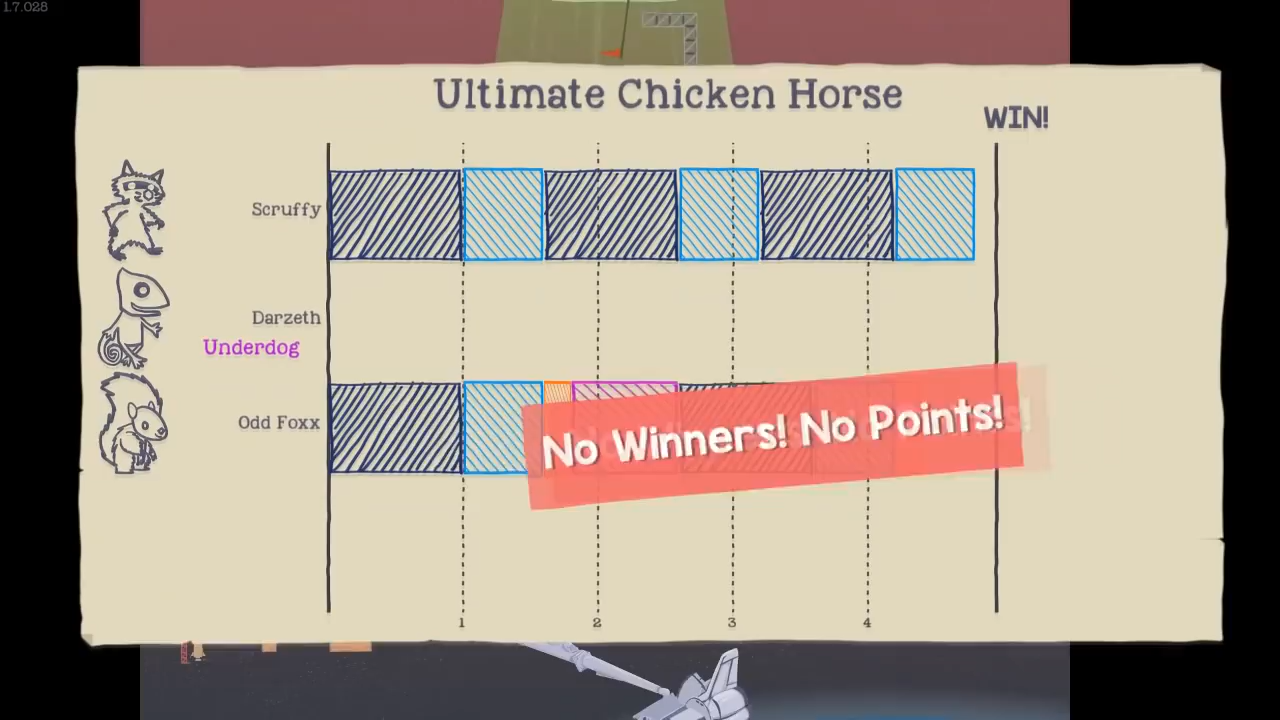 1.7.028
Ultimate Chicken Horse
WIN!
Scruffy
Darzeth
Underdog
Odd Foxx
No Winners! No Points!
1 2 3 4